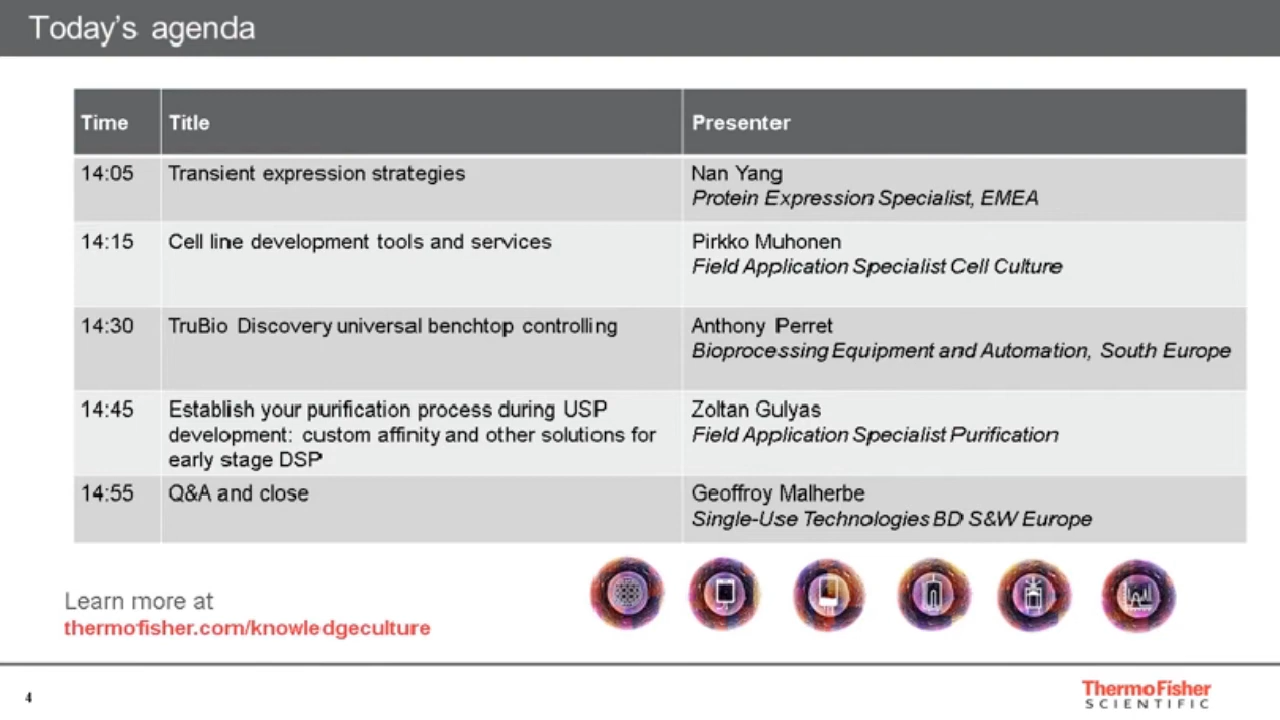 Today's agenda
Time Title Presenter
14:05 Transient expression strategies Nan Yang
Protein Expression Specialist, EMEA
14:15 Cell line development tools and services Pirkko Muhonen
Field Application Specialist Cell Culture
14:30 TruBio Discovery universal benchtop controlling Anthony Perret
Bioprocessing Equipment and Automation, South Europe
14:45 Establish your purification process during USP Zoltan Gulyas
development: custom affinity and other solutions for Field Application Specialist Purification
early stage DSP
14:55 Q&A and close Geoffroy Malherbe
Single-Use Technologies BD S&W Europe
Learn more at
thermofisher.com/knowledgeculture
4
ThermoFisher
SCIENTIFIC